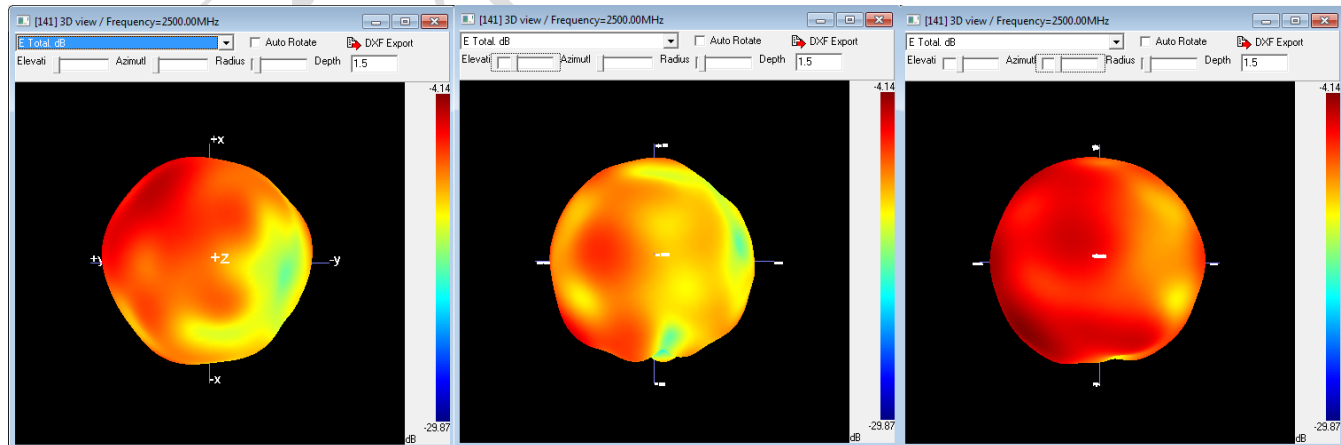 [141] 3D view / Frequency=2500.00MHz
E Total. dB
Auto Rotate
DXF Export
Elevati
Azimutl
Radius
Depth
1.5
-4.14
+x
+y
+z
-y
-x
-29.87
dB
[141] 3D view / Frequency=2500.00MHz
E Total. dB
Auto Rotate
DXF Export
Elevati
Azimutl
Radius
Depth
1.5
-4.14
-29.87
dB
[141] 3D view / Frequency=2500.00MHz
E Total. dB
Auto Rotate
DXF Export
Elevati
Azimutl
Radius
Depth
1.5
-4.14
-29.87
dB